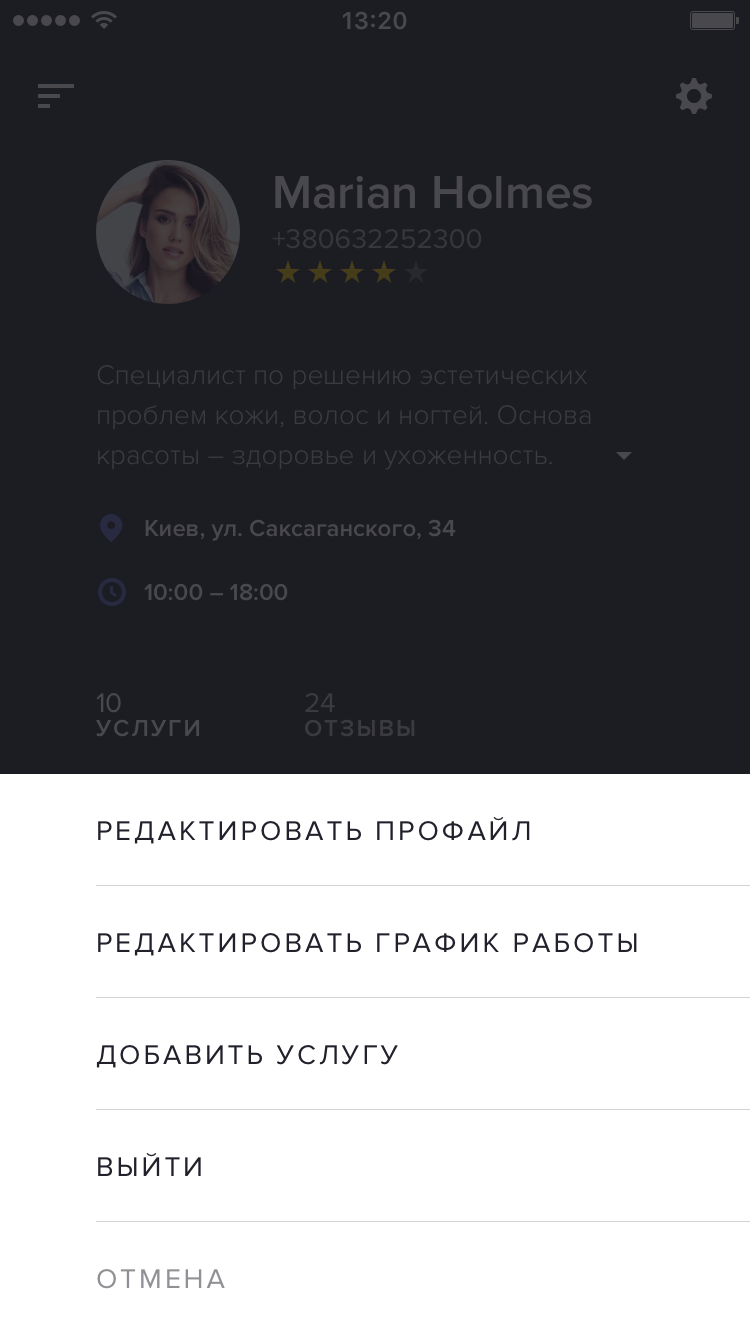 13:20
Marian Holmes
+380632252300
Специалист по решению эстетических
проблем кожи, волос и ногтей. Основа
красоты – здоровье и ухоженность.
Киев, ул. Саксаганского, 34
10:00 – 18:00
10 24
УСЛУГИ ОТЗЫВЫ
РЕДАКТИРОВАТЬ ПРОФАЙЛ
РЕДАКТИРОВАТЬ ГРАФИК РАБОТЫ
ДОБАВИТЬ УСЛУГУ
ВЫЙТИ
ОТМЕНА